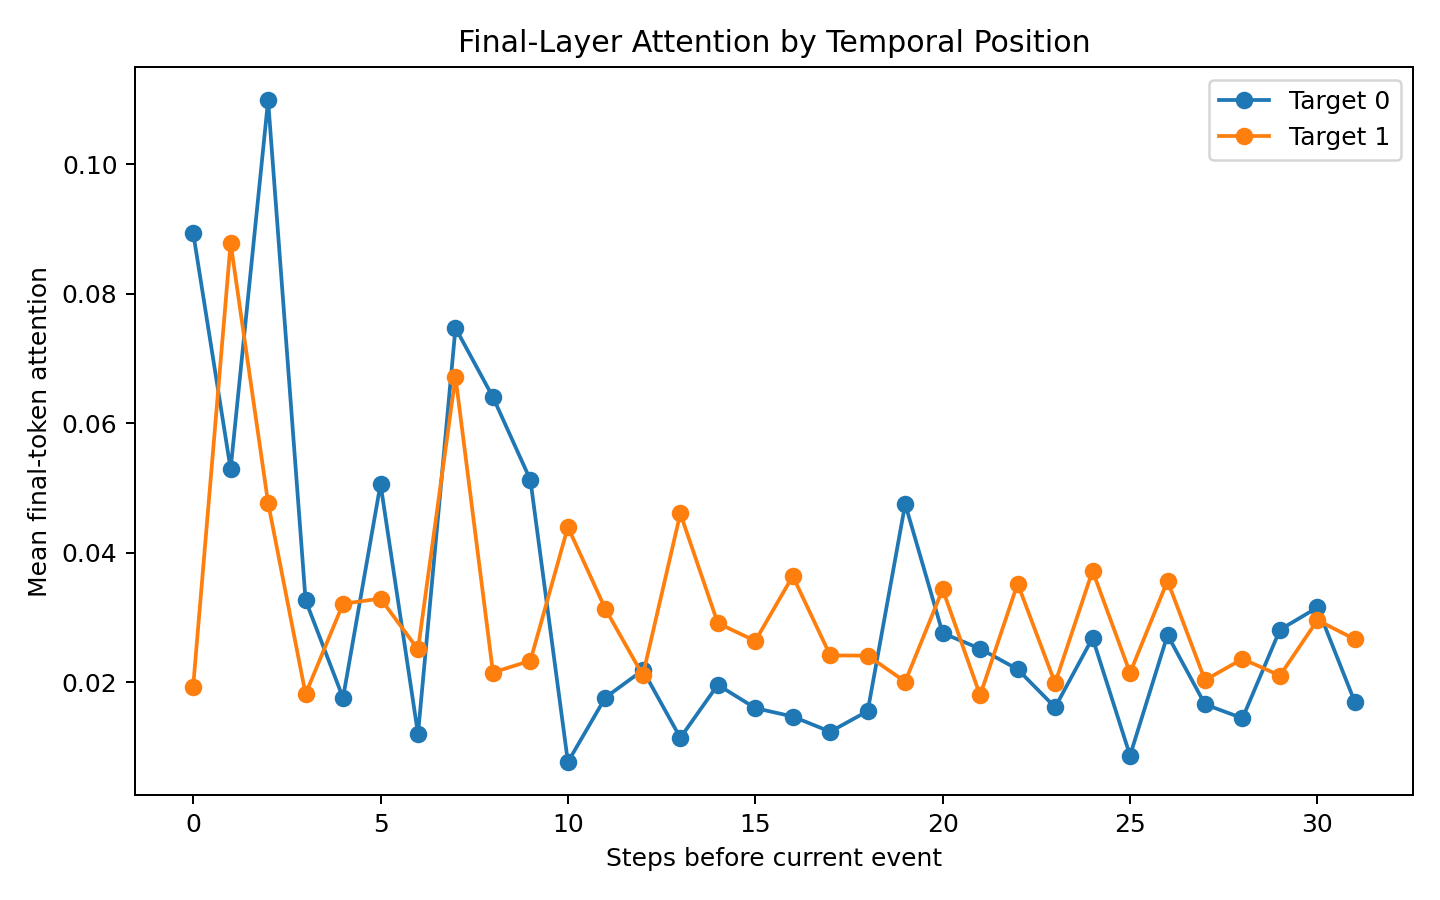 Final-Layer Attention by Temporal Position
Target 0
Target 1
0.10
0.08
0.06
0.04
0.02
Mean final-token attention
0 5 10 15 20 25 30
Steps before current event